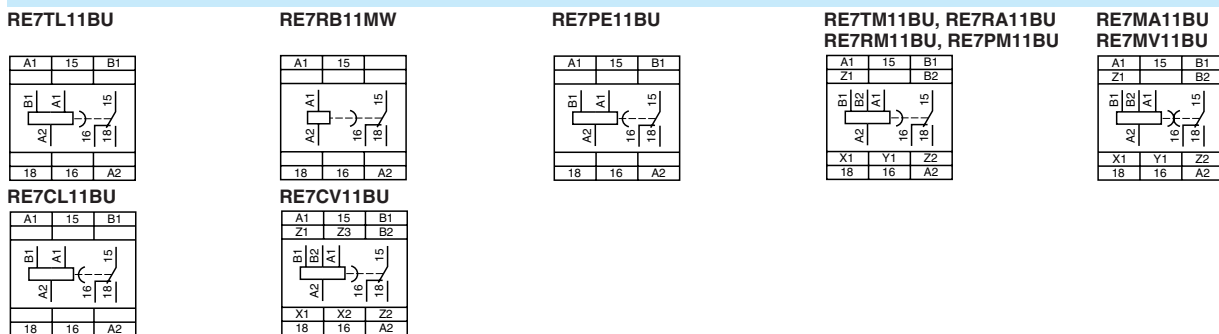 RE7TL11BU
A1 15 B1
B1 A1 15
A2 16 18
18 16 A2
RE7RB11MW
A1 15
A1 15
A2 16 18
18 16 A2
RE7PE11BU
A1 15 B1
B1 A1 15
A2 16 18
18 16 A2
RE7TM11BU, RE7RA11BU
RE7RM11BU, RE7PM11BU
A1 15 B1
Z1 B2
B1 B2 A1 15
A2 16 18
X1 Y1 Z2
18 16 A2
RE7MA11BU
RE7MV11BU
A1 15 B1
Z1 B2
B1 B2 A1 15
A2 16 18
X1 Y1 Z2
18 16 A2
RE7CL11BU
A1 15 B1
B1 A1 15
A2 16 18
18 16 A2
RE7CV11BU
A1 15 B1
Z1 Z3 B2
B1 B2 A1 15
A2 16 18
X1 X2 Z2
18 16 A2